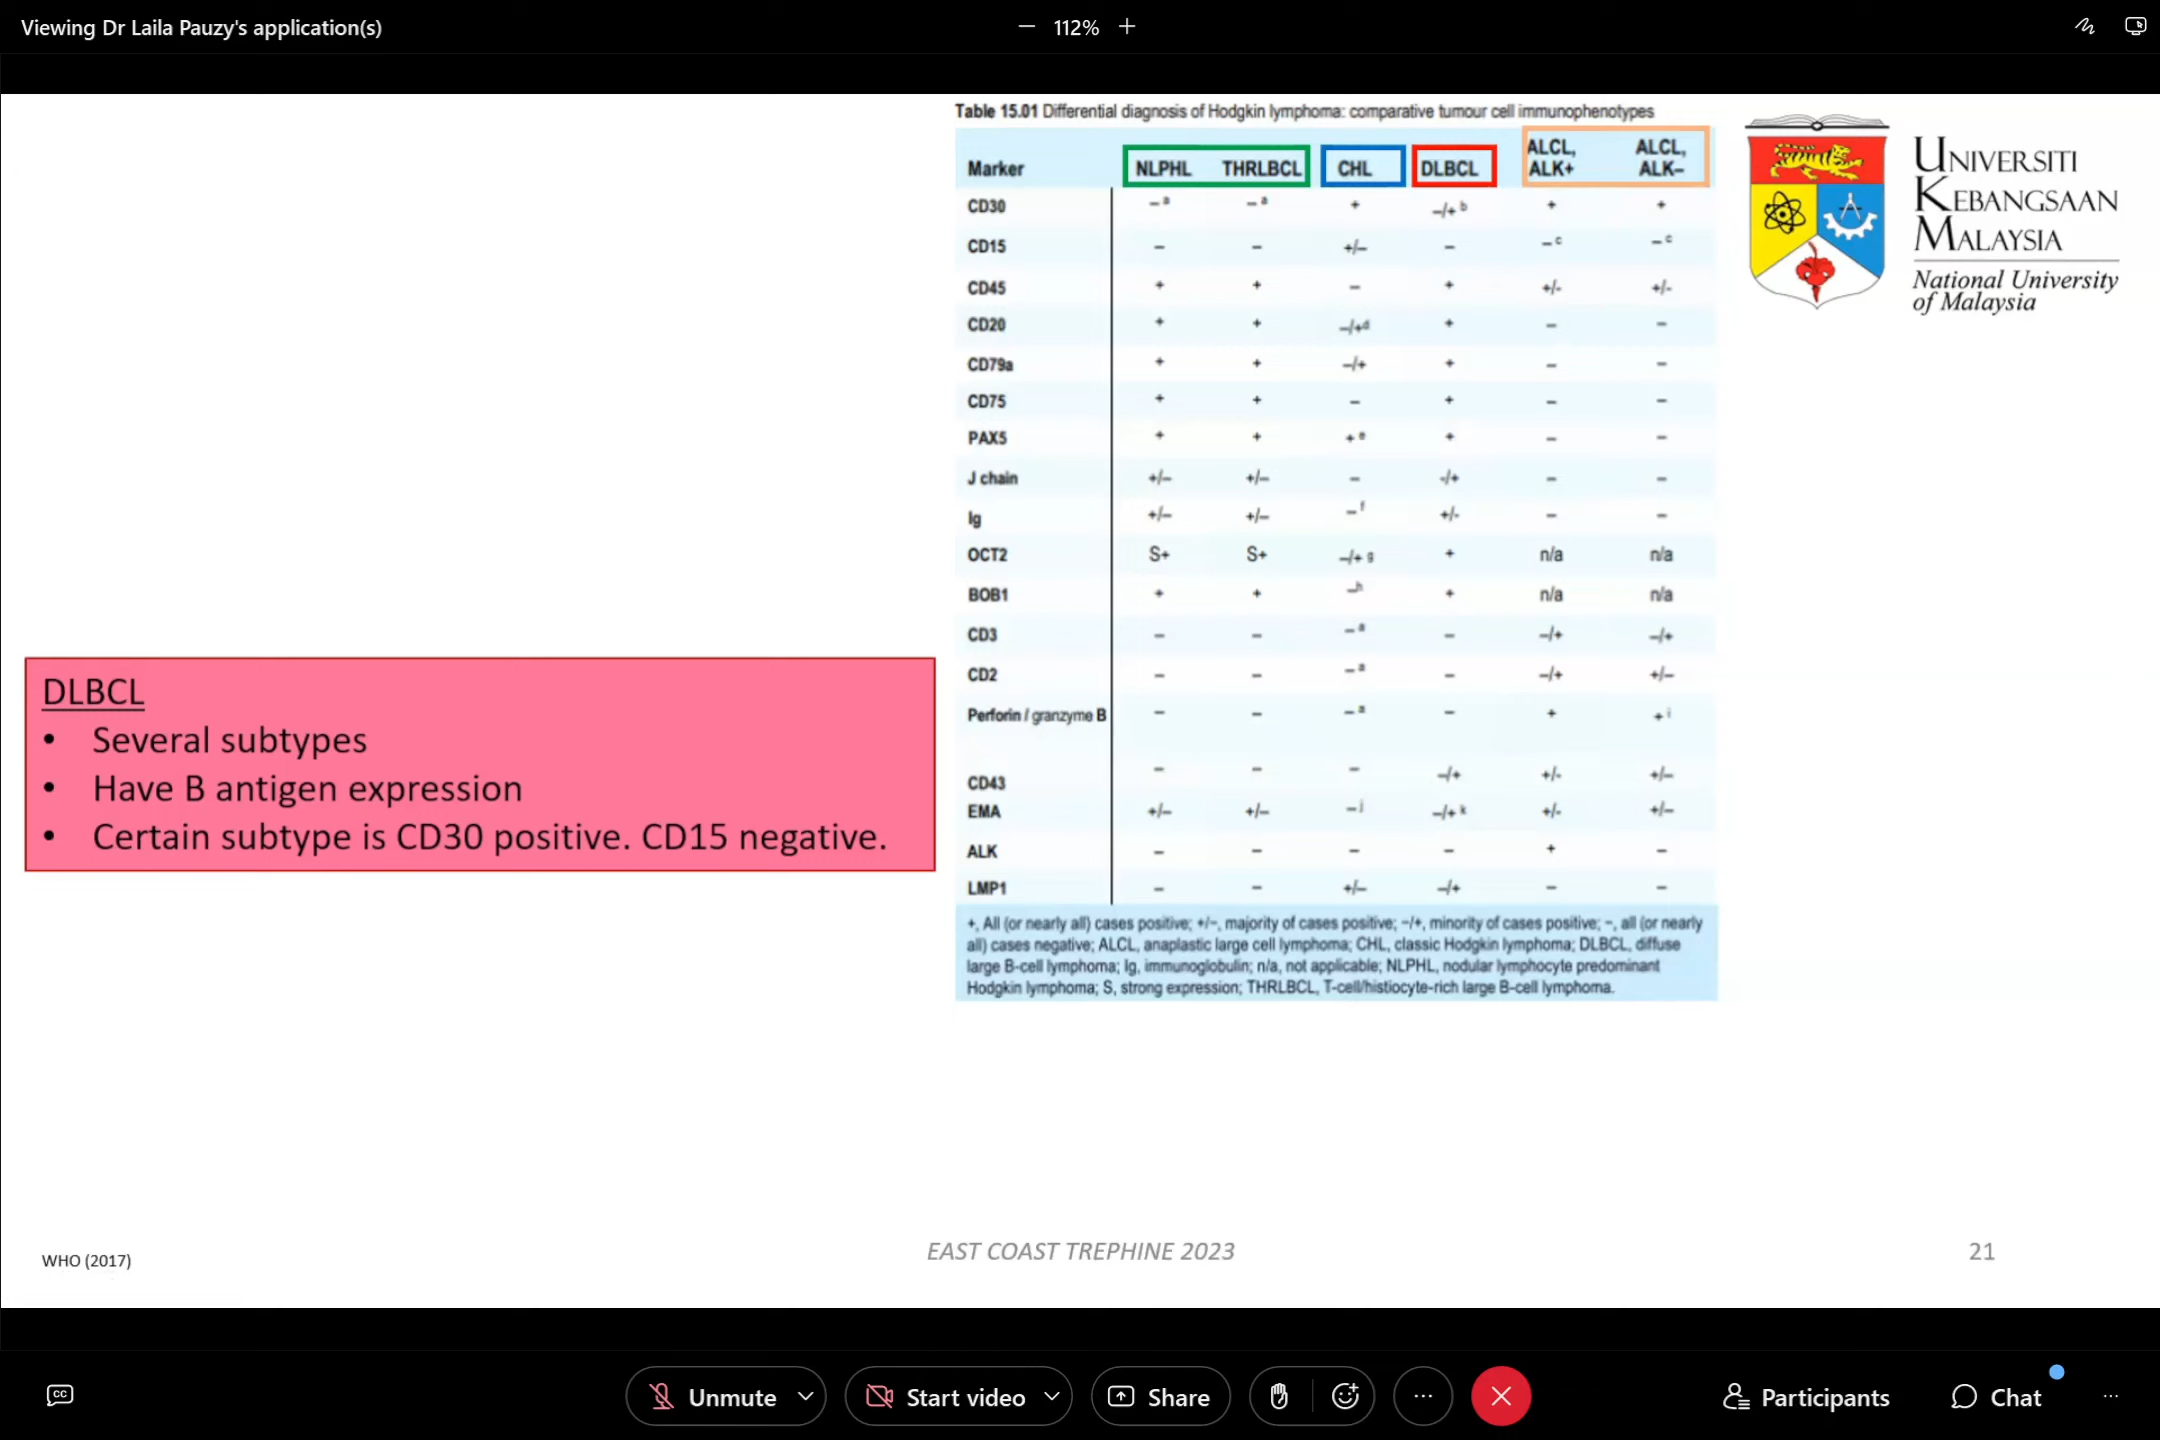 Viewing Dr Laila Pauzy's application(s)
112%
Table 15.01 Differential diagnosis of Hodgkin lymphoma: comparative tumour cell immunophenotypes
Marker NLPHL THRLBCL CHL DLBCL ALCL, ALK+ ALCL, ALK–
CD30 –a –a + –/+ b + +
CD15 – – +/– – –c –c
CD45 + + – + +/- +/-
CD20 + + –/+d + – –
CD79a + + –/+ + – –
CD75 + + – + – –
PAX5 + + +e + – –
J chain +/– +/– – -/+ – –
Ig +/– +/– –f +/- – –
OCT2 S+ S+ –/+ g + n/a n/a
BOB1 + + –h + n/a n/a
CD3 – – –a – –/+ –/+
CD2 – – –a – –/+ +/–
Perforin / granzyme B – – –a – + +i
CD43 – – – –/+ +/- +/–
EMA +/– +/– –j –/+ k +/- +/–
ALK – – – – + –
LMP1 – – +/– –/+ – –
+, All (or nearly all) cases positive; +/–, majority of cases positive; –/+, minority of cases positive; –, all (or nearly
all) cases negative; ALCL, anaplastic large cell lymphoma; CHL, classic Hodgkin lymphoma; DLBCL, diffuse
large B-cell lymphoma; Ig, immunoglobulin; n/a, not applicable; NLPHL, nodular lymphocyte predominant
Hodgkin lymphoma; S, strong expression; THRLBCL, T-cell/histiocyte-rich large B-cell lymphoma.
UNIVERSITI
KEBANGSAAN
MALAYSIA
National University
of Malaysia
DLBCL
• Several subtypes
• Have B antigen expression
• Certain subtype is CD30 positive. CD15 negative.
WHO (2017)
EAST COAST TREPHINE 2023
21
CC
Unmute
Start video
Share
Participants
Chat